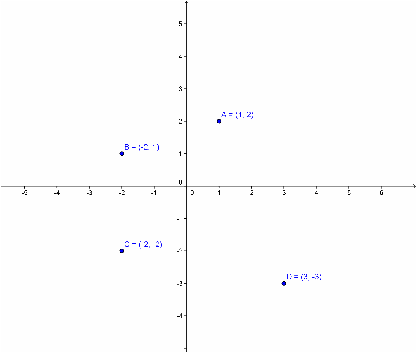 5
4
3
A = (1, 2)
2
B = (-2, 1)
1
0
-5 -4 -3 -2 -1 1 2 3 4 5 6
-1
C = (-2, -2)
-2
D = (3, -3)
-3
-4